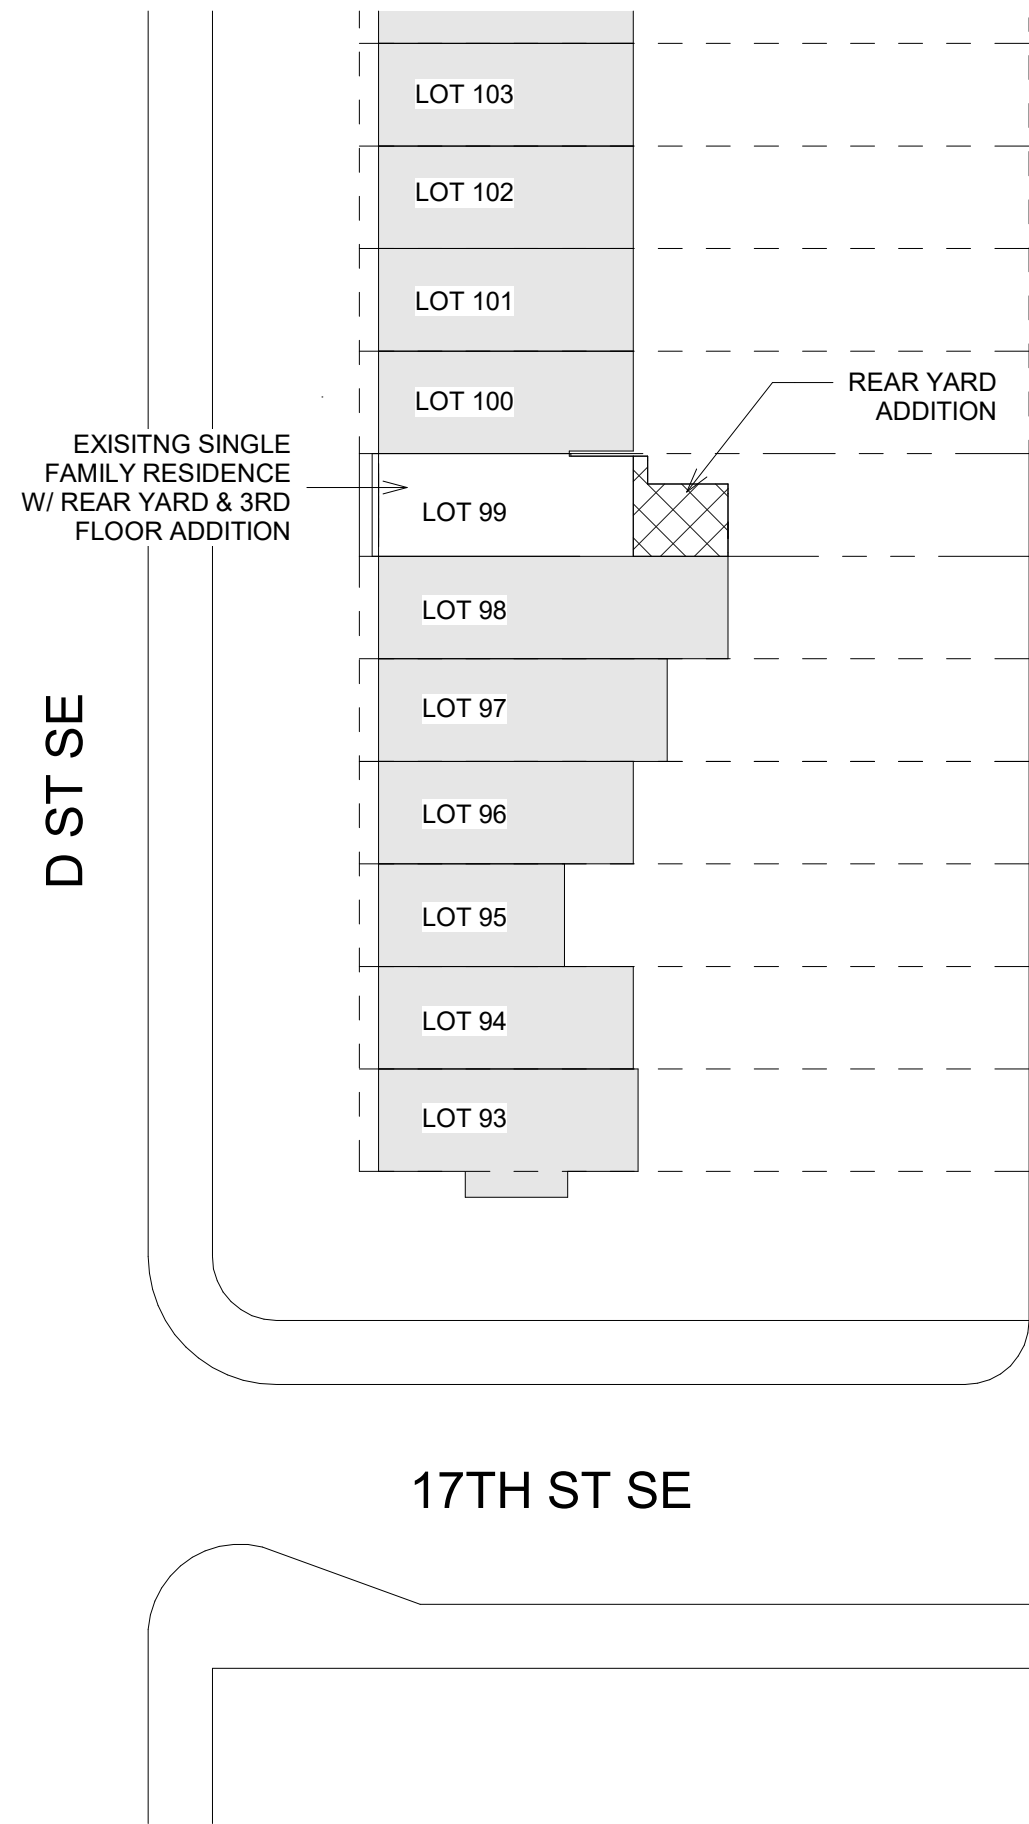 LOT 103
LOT 102
LOT 101
LOT 100
REAR YARD
ADDITION
EXISITNG SINGLE
FAMILY RESIDENCE
W/ REAR YARD & 3RD
FLOOR ADDITION
LOT 99
LOT 98
LOT 97
D ST SE
LOT 96
LOT 95
LOT 94
LOT 93
17TH ST SE